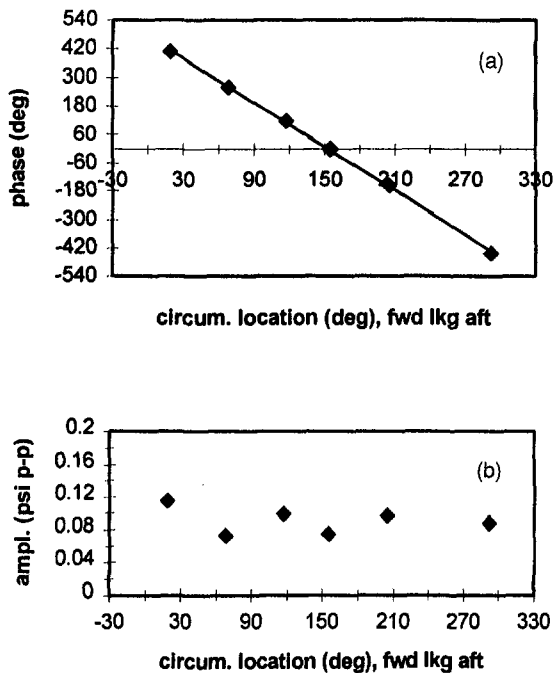 540
420
300
180
60
-60
-180
-300
-420
-540
phase (deg)
(a)
-30 30 90 150 210 270 330
circum. location (deg), fwd lkg aft
0.2
0.16
0.12
0.08
0.04
0
ampl. (psi p-p)
(b)
-30 30 90 150 210 270 330
circum. location (deg), fwd lkg aft